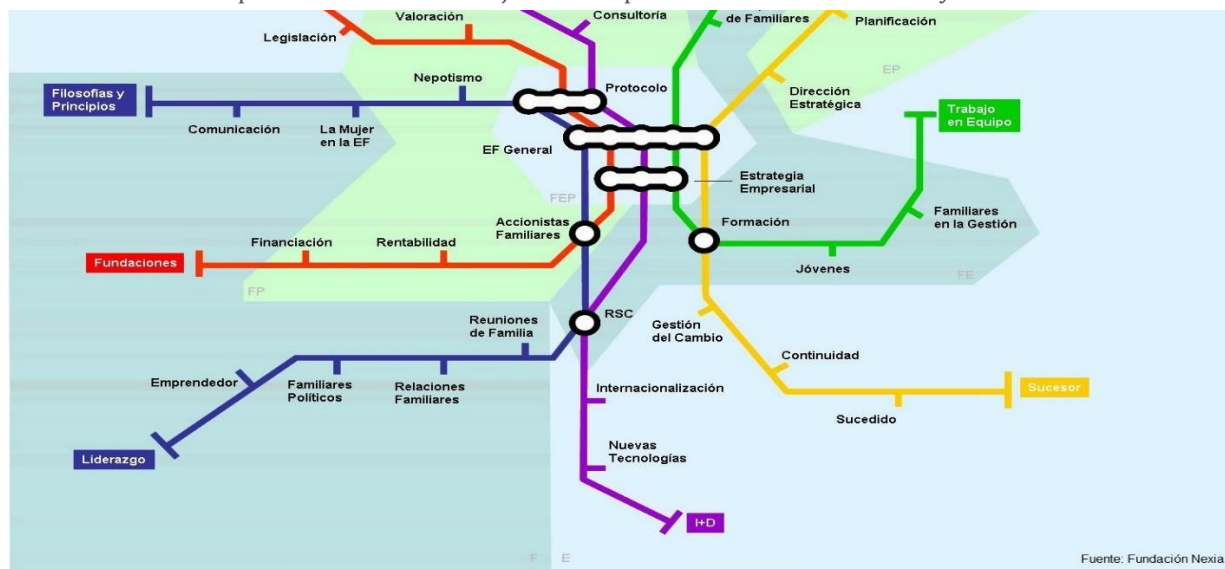 Consultoría
de Familiares
Valoración
Planificación
Legislación
EP
Nepotismo
Protocolo
Dirección
Estratégica
Filosofías y
Principios
Trabajo
en Equipo
Comunicación
La Mujer
en la EF
EF General
Estrategia
Empresarial
FEP
Accionistas
Familiares
Formación
Familiares
en la Gestión
Financiación
Rentabilidad
Fundaciones
Jóvenes
FE
FP
RSC
Reuniones
de Familia
Gestión
del Cambio
Continuidad
Emprendedor
Familiares
Políticos
Relaciones
Familiares
Internacionalización
Sucesor
Sucedido
Liderazgo
Nuevas
Tecnologías
I+D
F
E
Fuente: Fundación Nexia